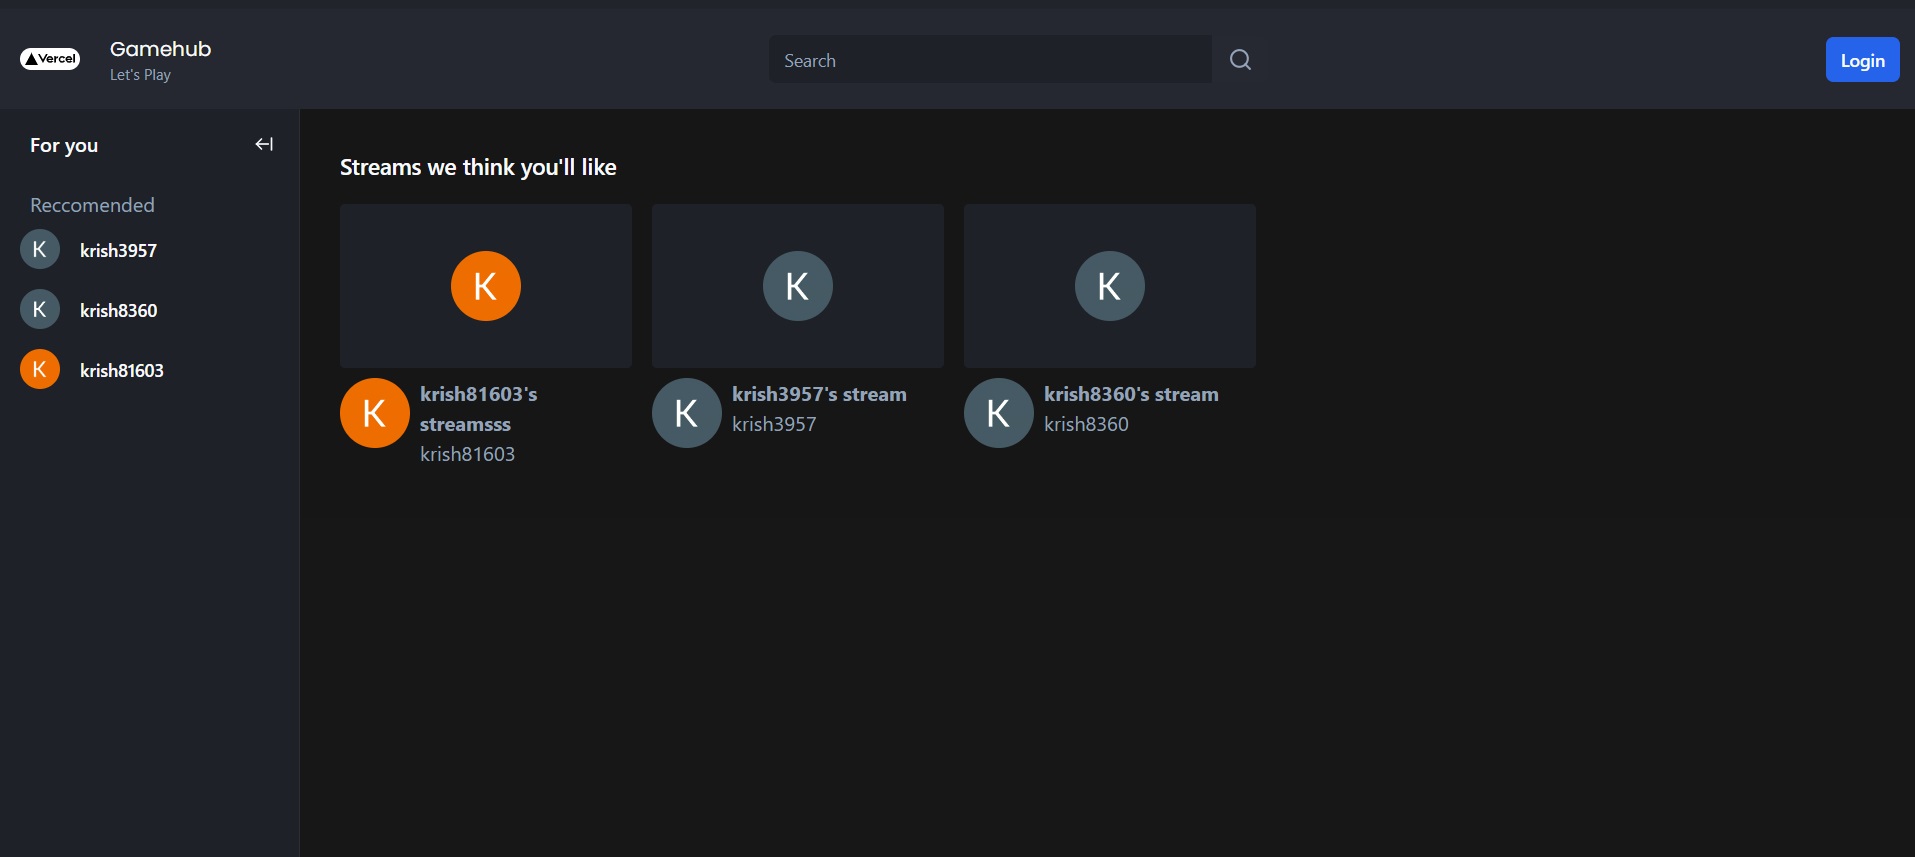 Vercel
Gamehub
Let's Play
Search
Login
For you
Reccomended
K
krish3957
K
krish8360
K
krish81603
Streams we think you'll like
K
K
K
K
krish81603's
streamsss
krish81603
K
krish3957's stream
krish3957
K
krish8360's stream
krish8360